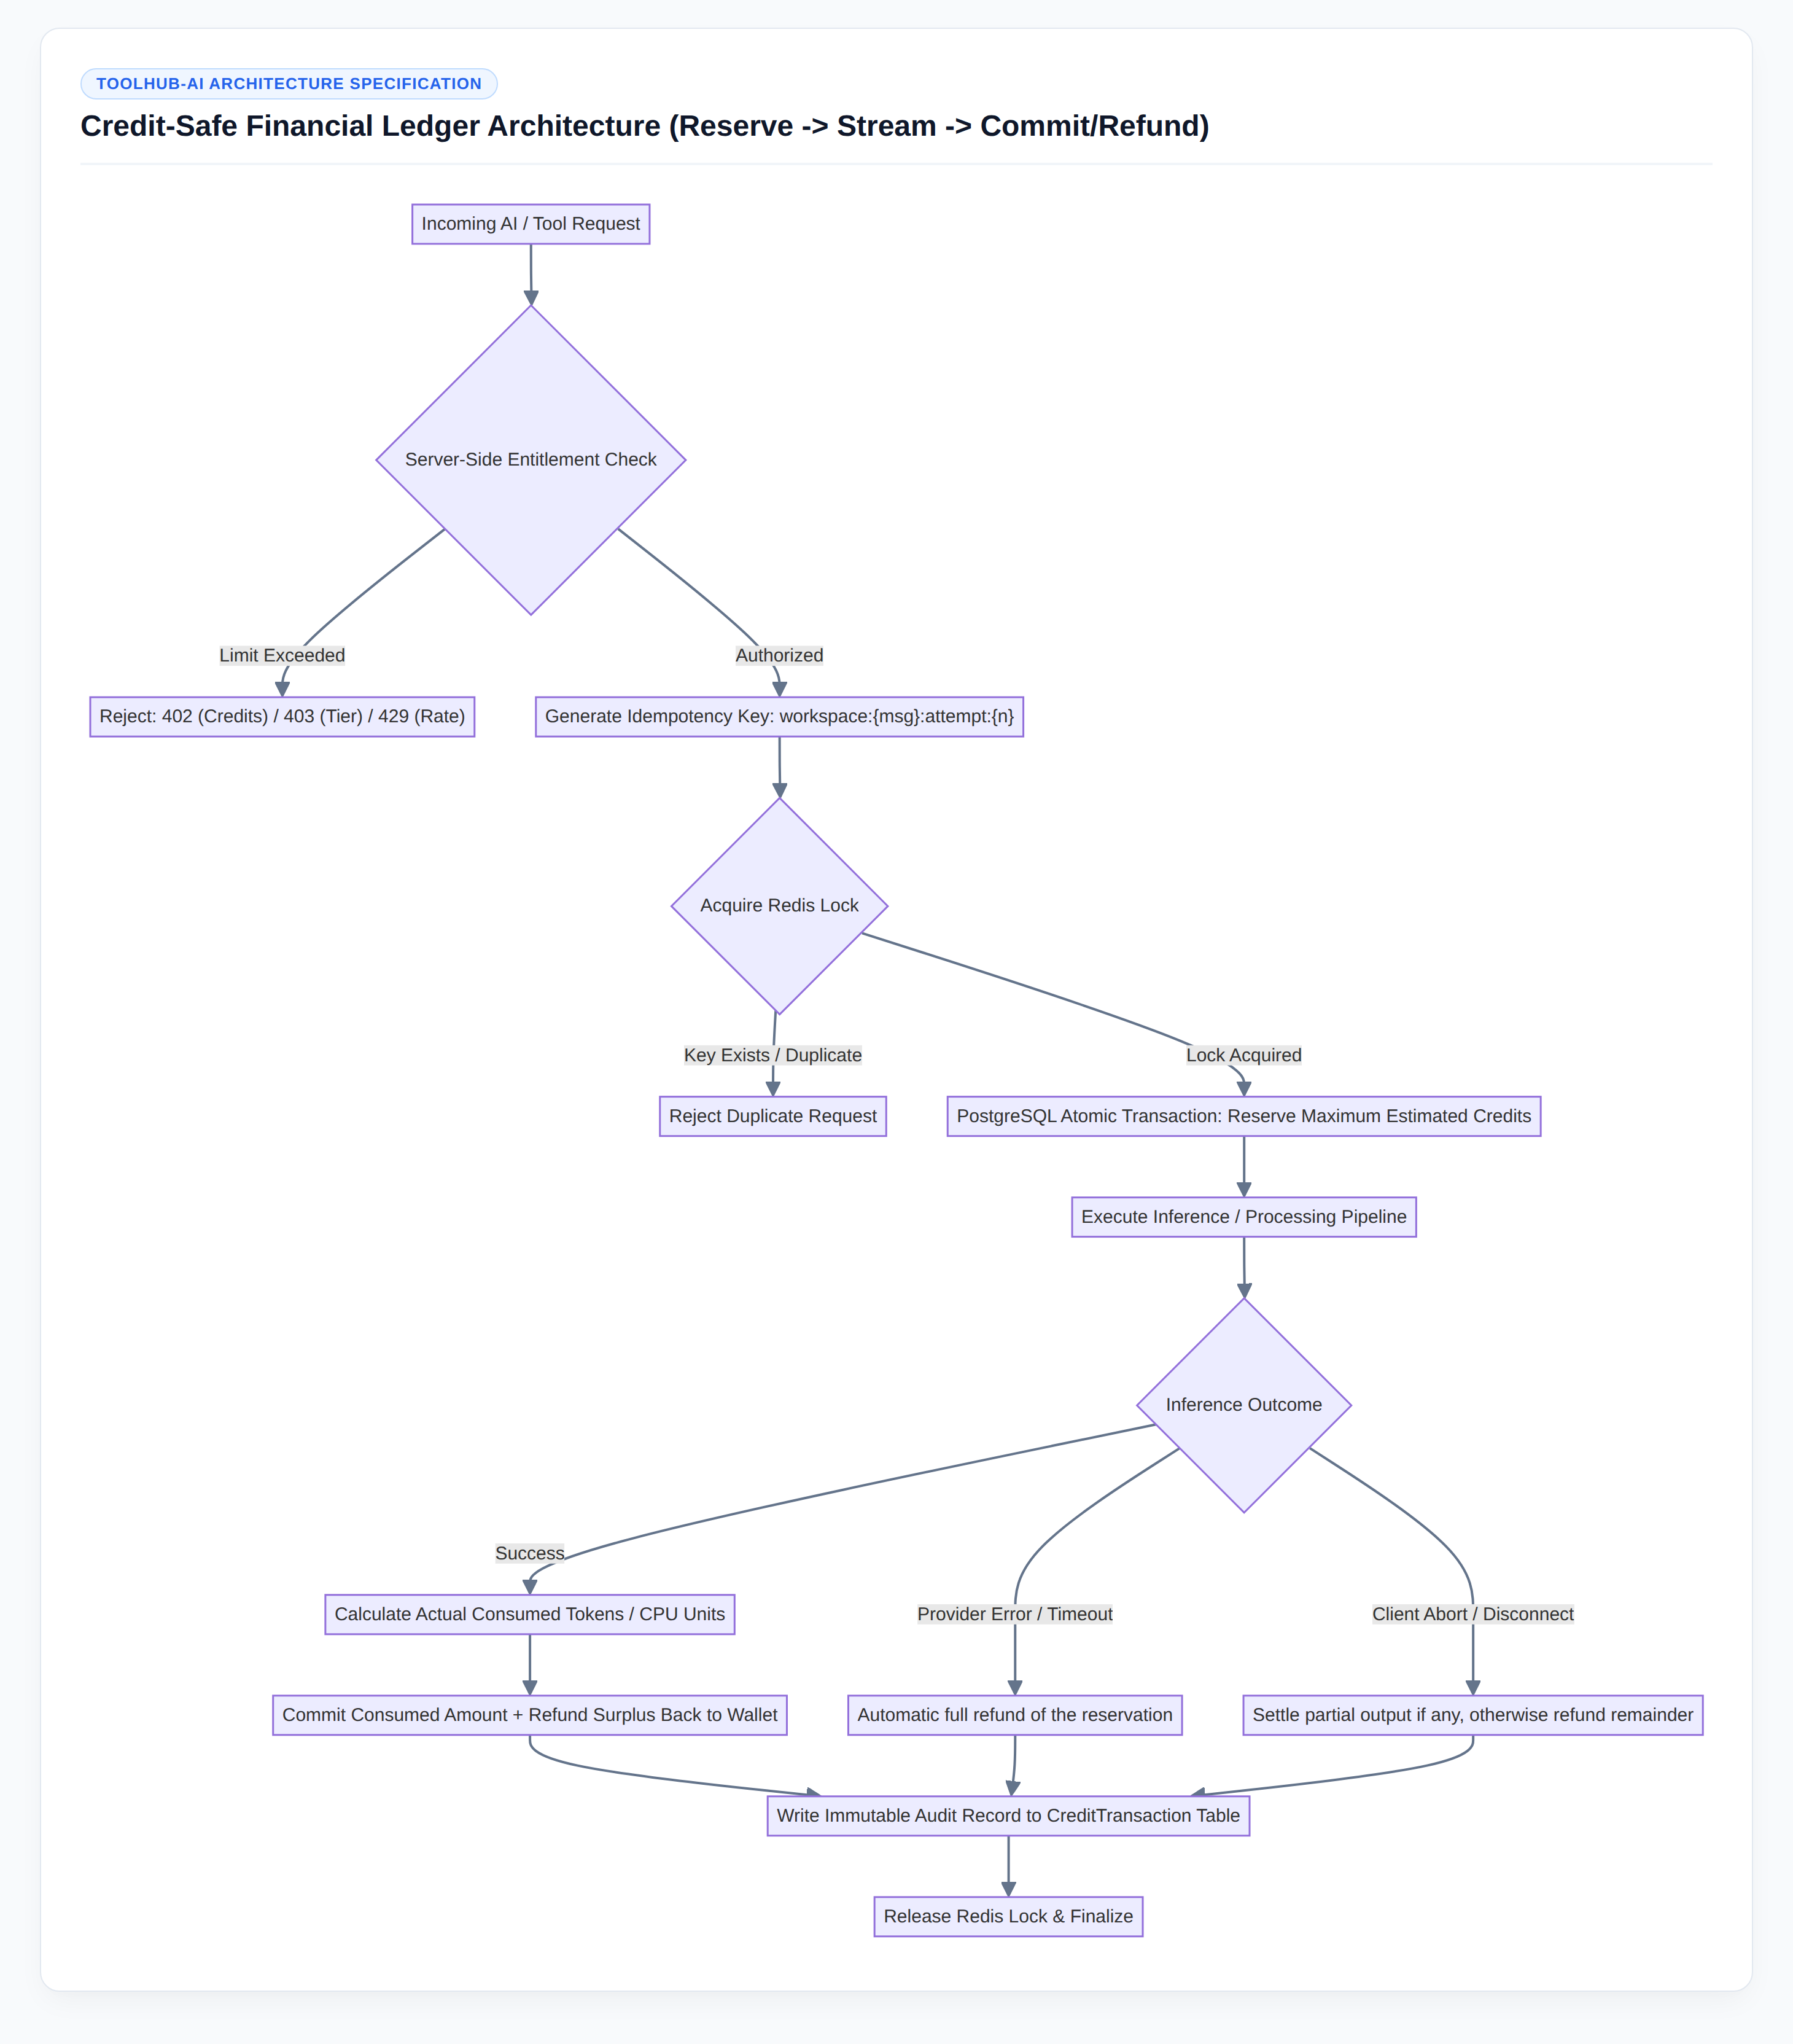 TOOLHUB-AI ARCHITECTURE SPECIFICATION
Credit-Safe Financial Ledger Architecture (Reserve -> Stream -> Commit/Refund)
Incoming AI / Tool Request
Server-Side Entitlement Check
Limit Exceeded
Authorized
Reject: 402 (Credits) / 403 (Tier) / 429 (Rate)
Generate Idempotency Key: workspace:{msg}:attempt:{n}
Acquire Redis Lock
Key Exists / Duplicate
Lock Acquired
Reject Duplicate Request
PostgreSQL Atomic Transaction: Reserve Maximum Estimated Credits
Execute Inference / Processing Pipeline
Inference Outcome
Success
Calculate Actual Consumed Tokens / CPU Units
Provider Error / Timeout
Client Abort / Disconnect
Commit Consumed Amount + Refund Surplus Back to Wallet
Automatic full refund of the reservation
Settle partial output if any, otherwise refund remainder
Write Immutable Audit Record to CreditTransaction Table
Release Redis Lock & Finalize